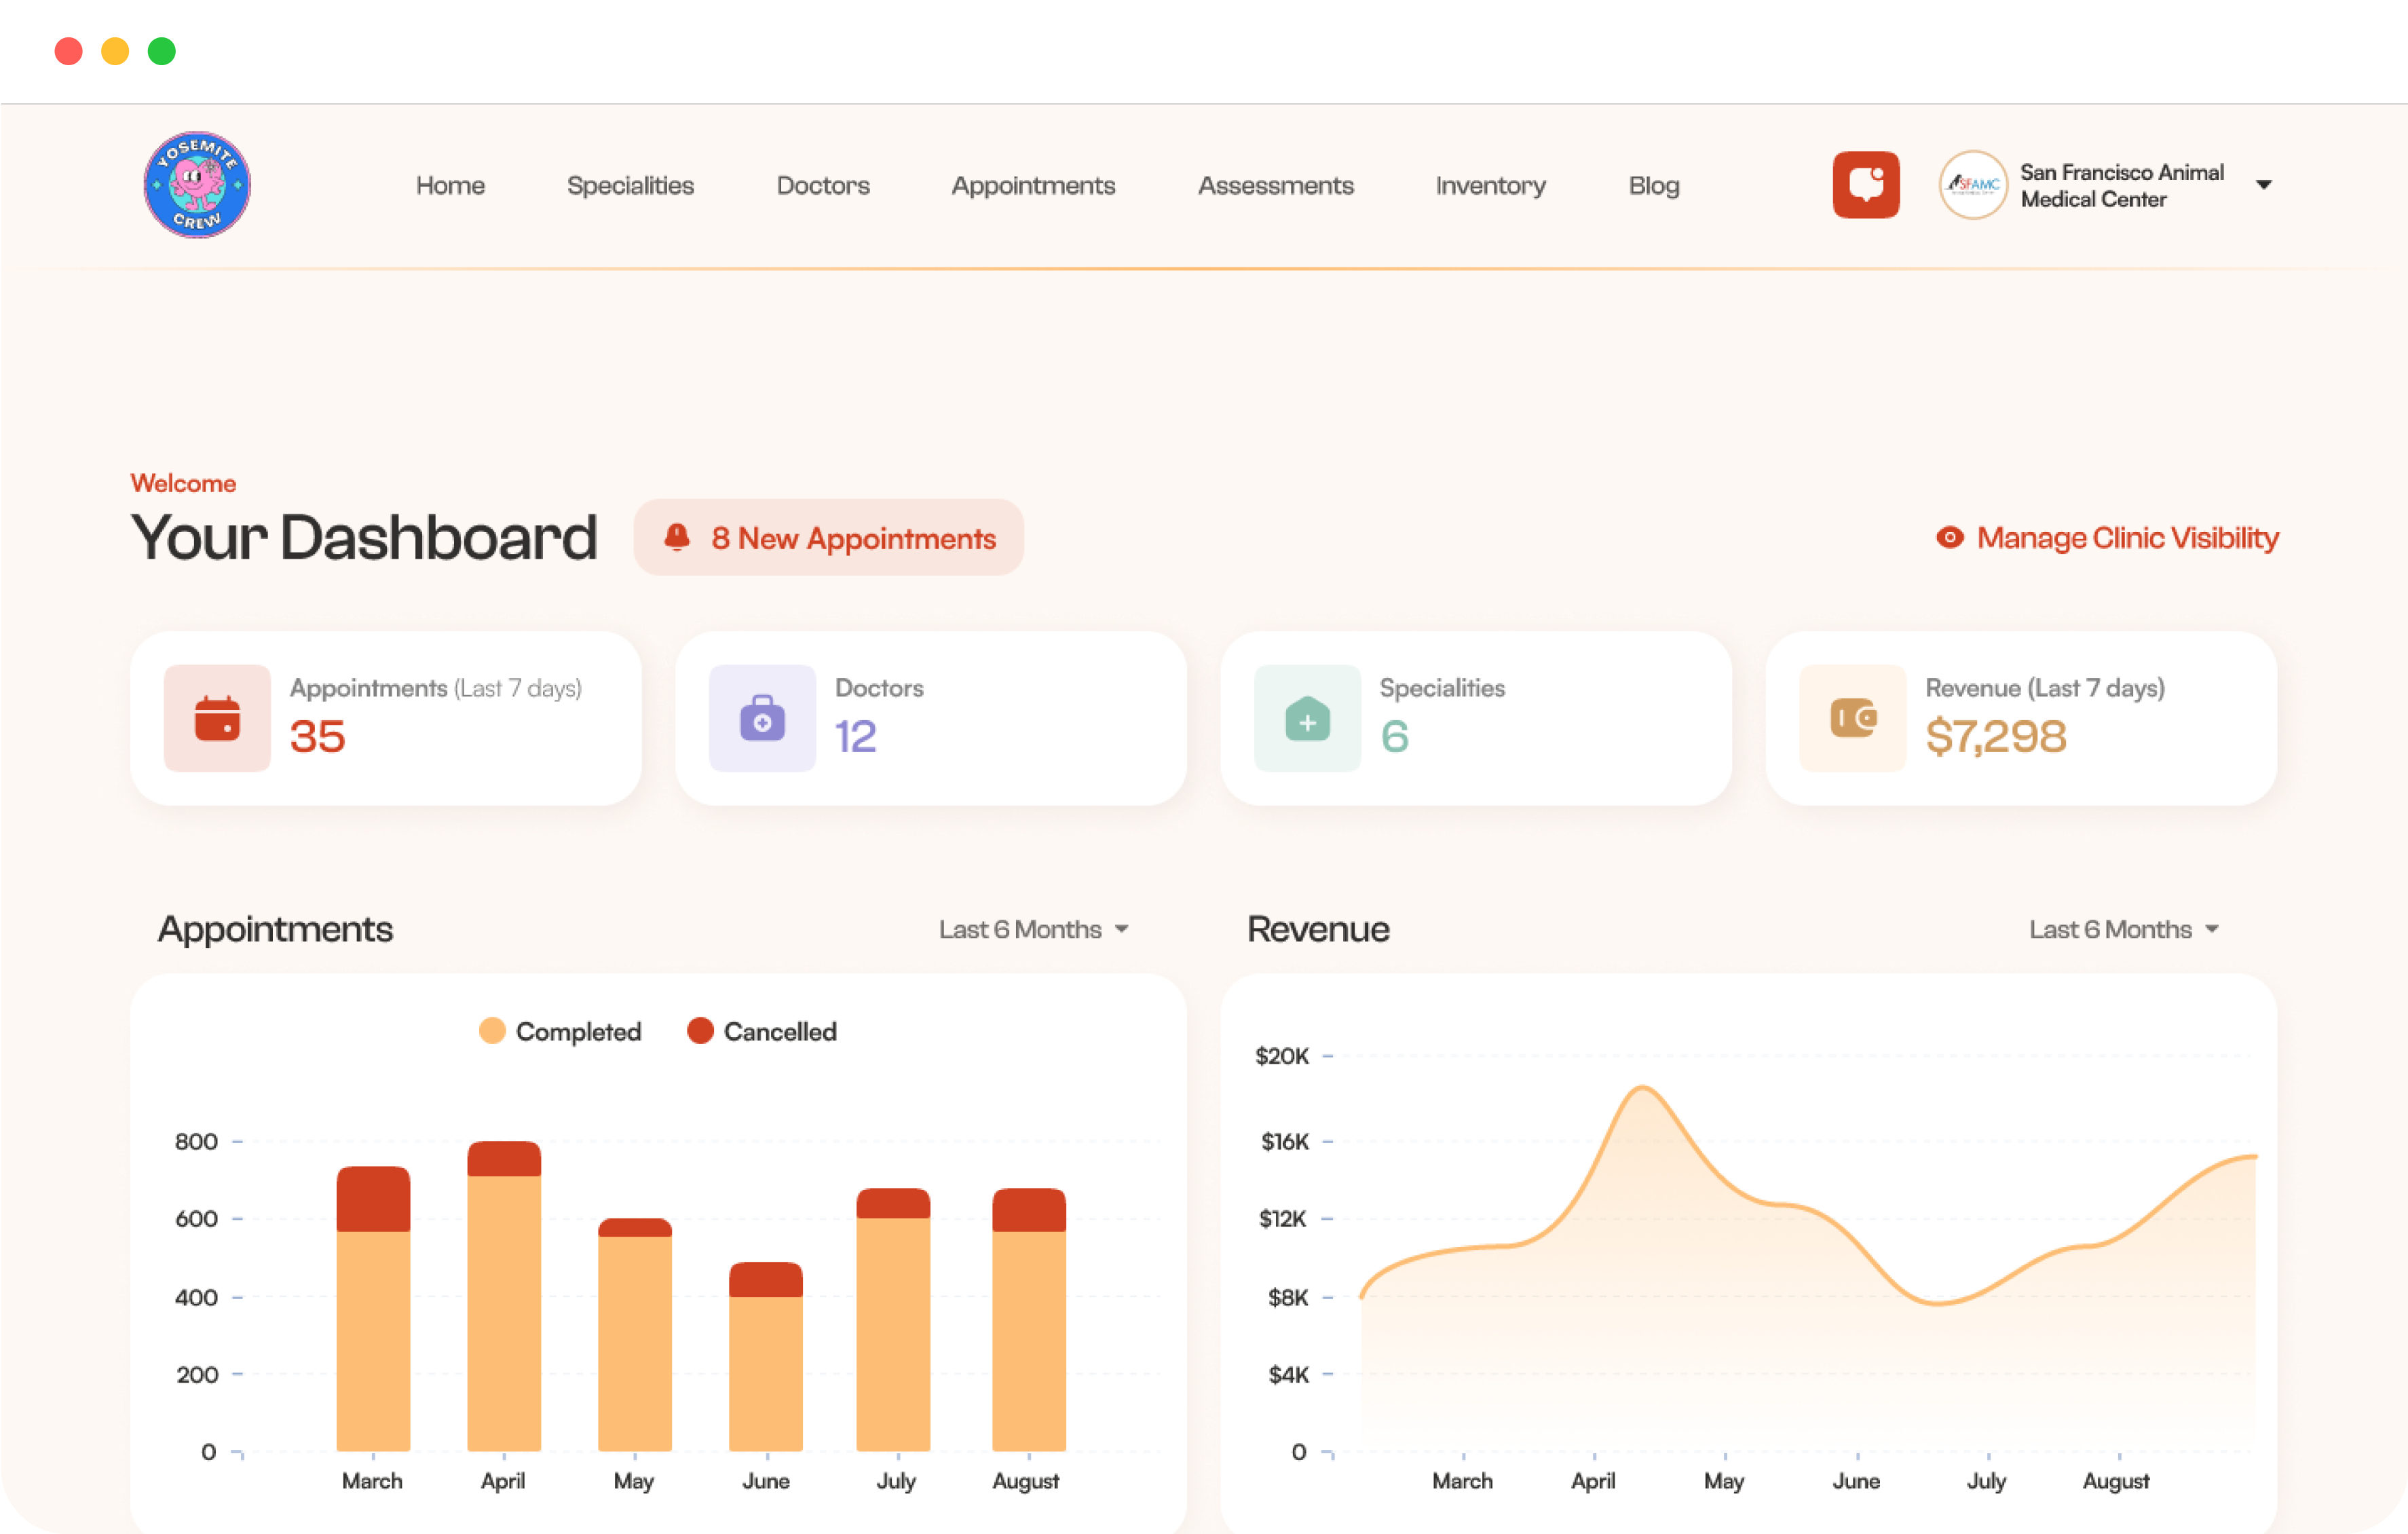 YOSEMITE
CREW
Home
Specialities
Doctors
Appointments
Assessments
Inventory
Blog
SFAMC
San Francisco Animal
Medical Center
Welcome
Your Dashboard
8 New Appointments
Manage Clinic Visibility
Appointments (Last 7 days)
35
Doctors
12
Specialities
6
Revenue (Last 7 days)
$7,298
Appointments
Last 6 Months
Completed
Cancelled
800
600
400
200
0
March
April
May
June
July
August
Revenue
Last 6 Months
$20K
$16K
$12K
$8K
$4K
0
March
April
May
June
July
August